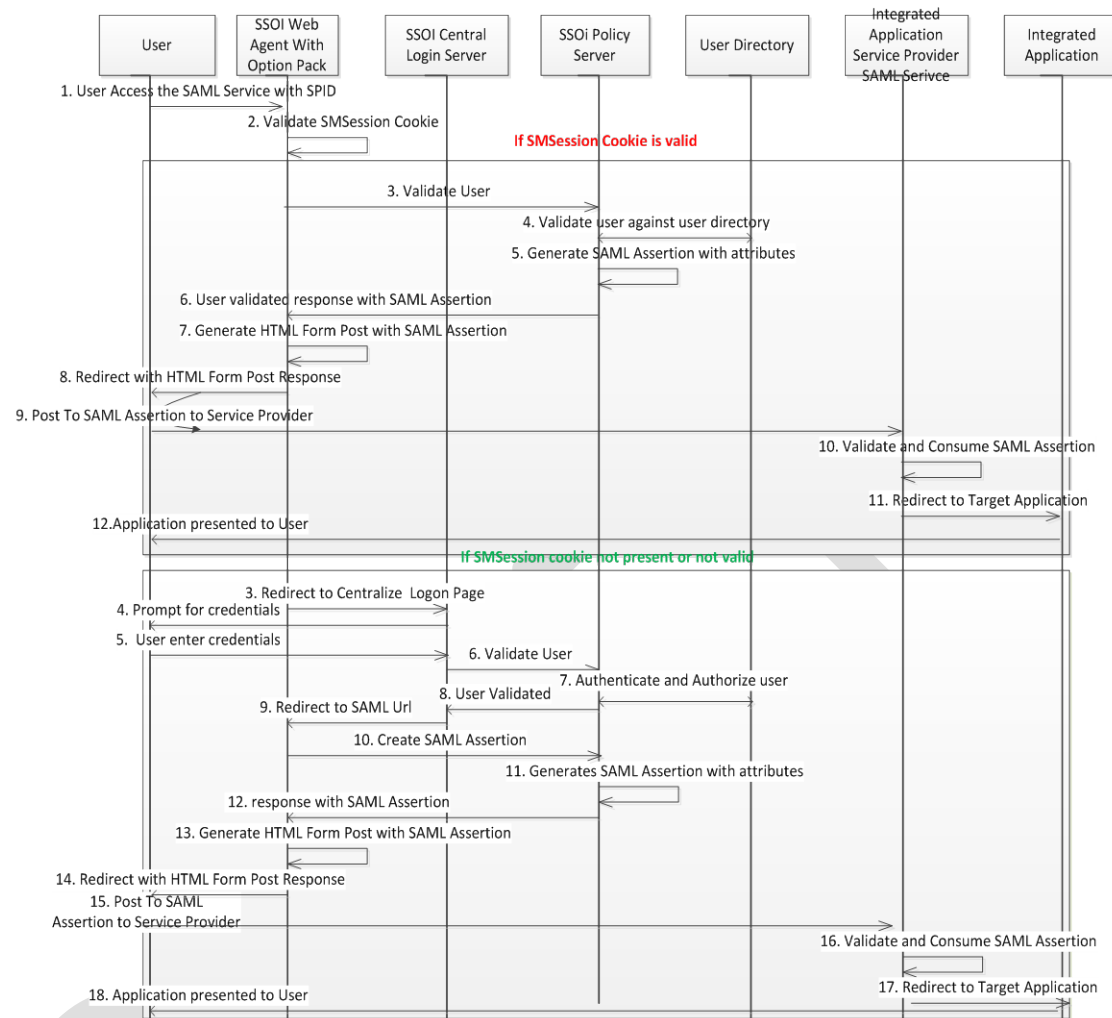 User
SSOI Web
Agent With
Option Pack
SSOI Central
Login Server
SSOi Policy
Server
User Directory
Integrated
Application
Service Provider
SAML Serivce
Integrated
Application
1. User Access the SAML Service with SPID
2. Validate SMSession Cookie
If SMSession Cookie is valid
3. Validate User
4. Validate user against user directory
5. Generate SAML Assertion with attributes
6. User validated response with SAML Assertion
7. Generate HTML Form Post with SAML Assertion
8. Redirect with HTML Form Post Response
9. Post To SAML Assertion to Service Provider
10. Validate and Consume SAML Assertion
11. Redirect to Target Application
12.Application presented to User
If SMSession cookie not present or not valid
3. Redirect to Centralize Logon Page
4. Prompt for credentials
5. User enter credentials
6. Validate User
7. Authenticate and Authorize user
8. User Validated
9. Redirect to SAML Url
10. Create SAML Assertion
11. Generates SAML Assertion with attributes
12. response with SAML Assertion
13. Generate HTML Form Post with SAML Assertion
14. Redirect with HTML Form Post Response
15. Post To SAML
Assertion to Service Provider
16. Validate and Consume SAML Assertion
17. Redirect to Target Application
18. Application presented to User